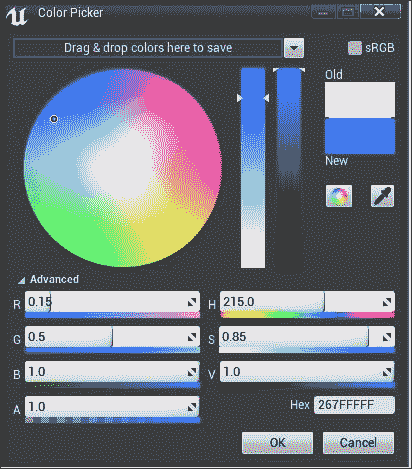 Color Picker
Drag & drop colors here to save
sRGB
Old
New
Advanced
R 0.15 H 215.0
G 0.5 S 0.85
B 1.0 V 1.0
A 1.0 Hex 267FFFFF
OK Cancel